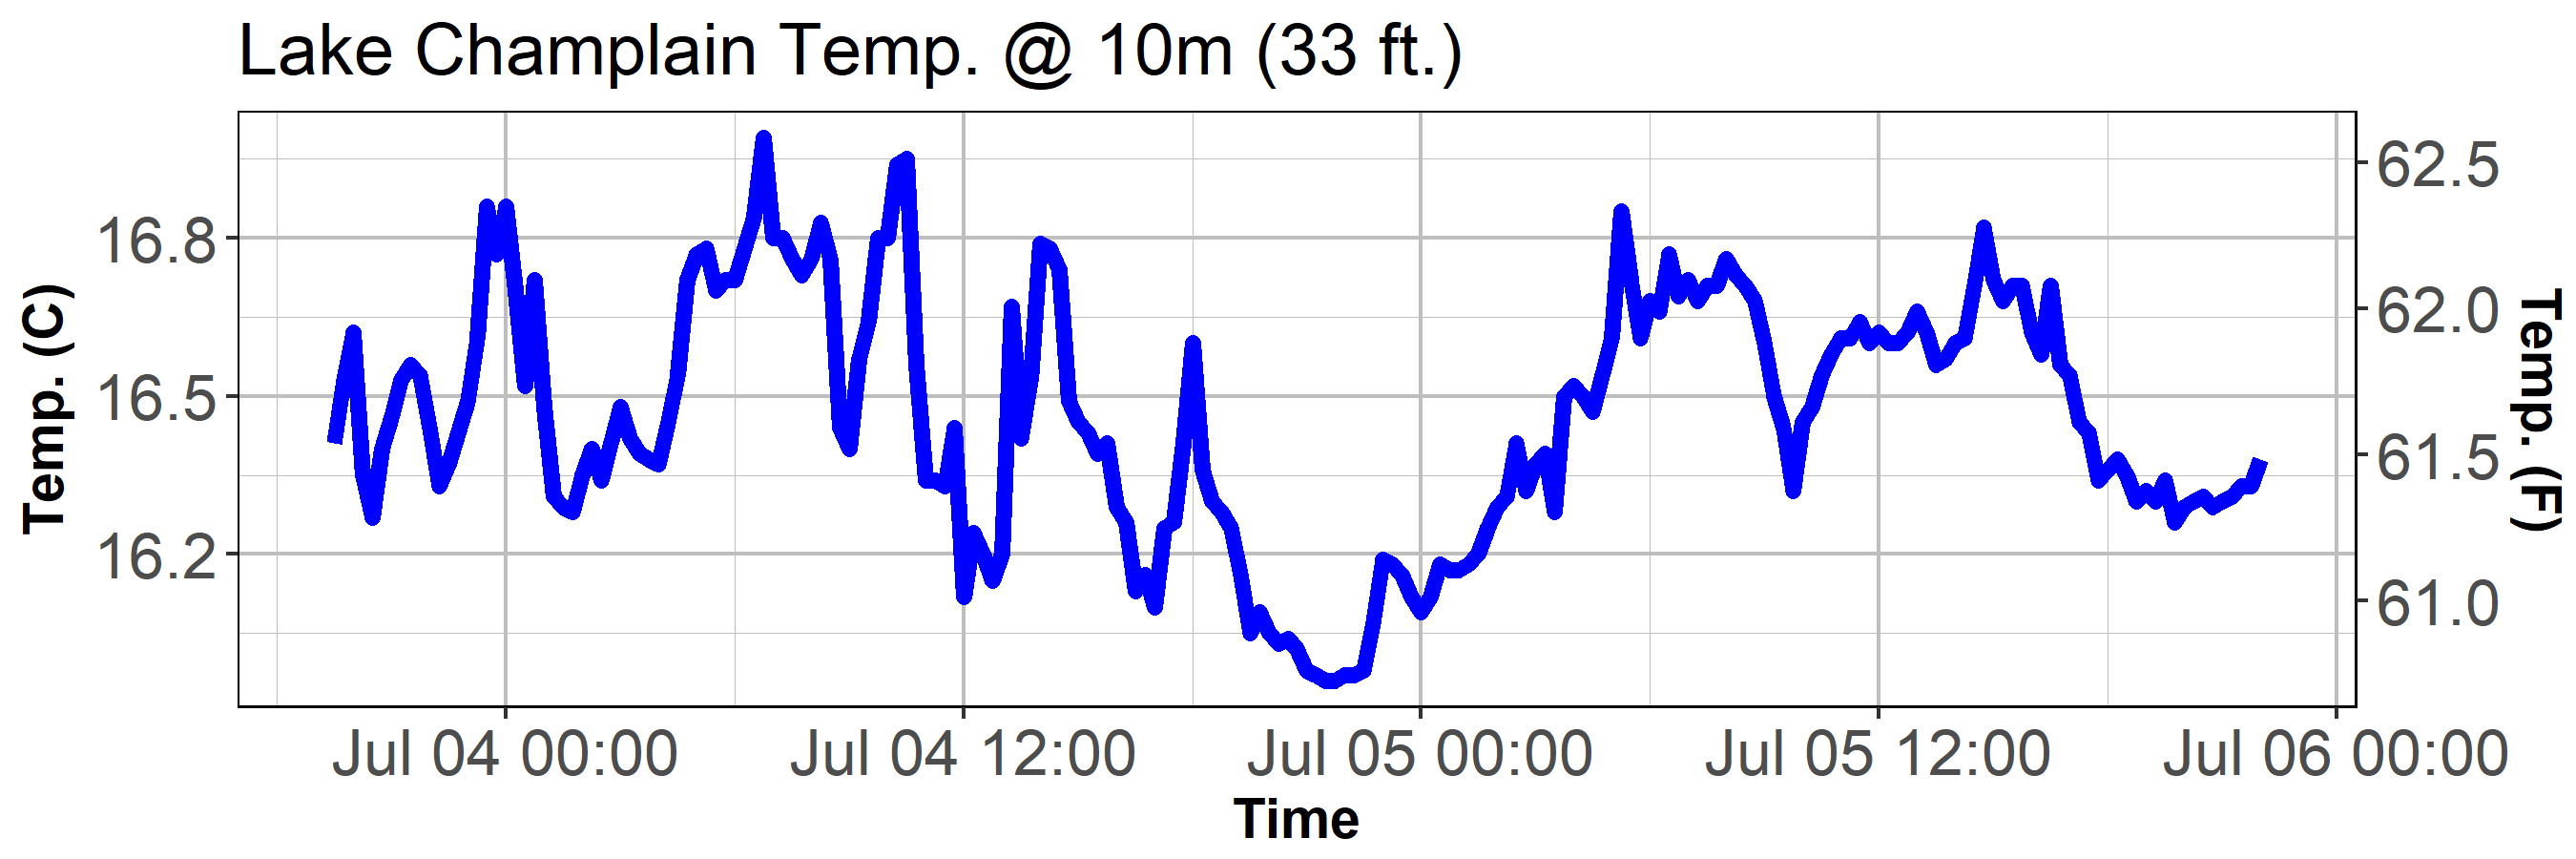 Lake Champlain Temp. @ 10m (33 ft.)
Temp. (C)
16.8
16.5
16.2
62.5
62.0
61.5
61.0
Temp. (F)
Jul 04 00:00 Jul 04 12:00 Jul 05 00:00 Jul 05 12:00 Jul 06 00:00
Time